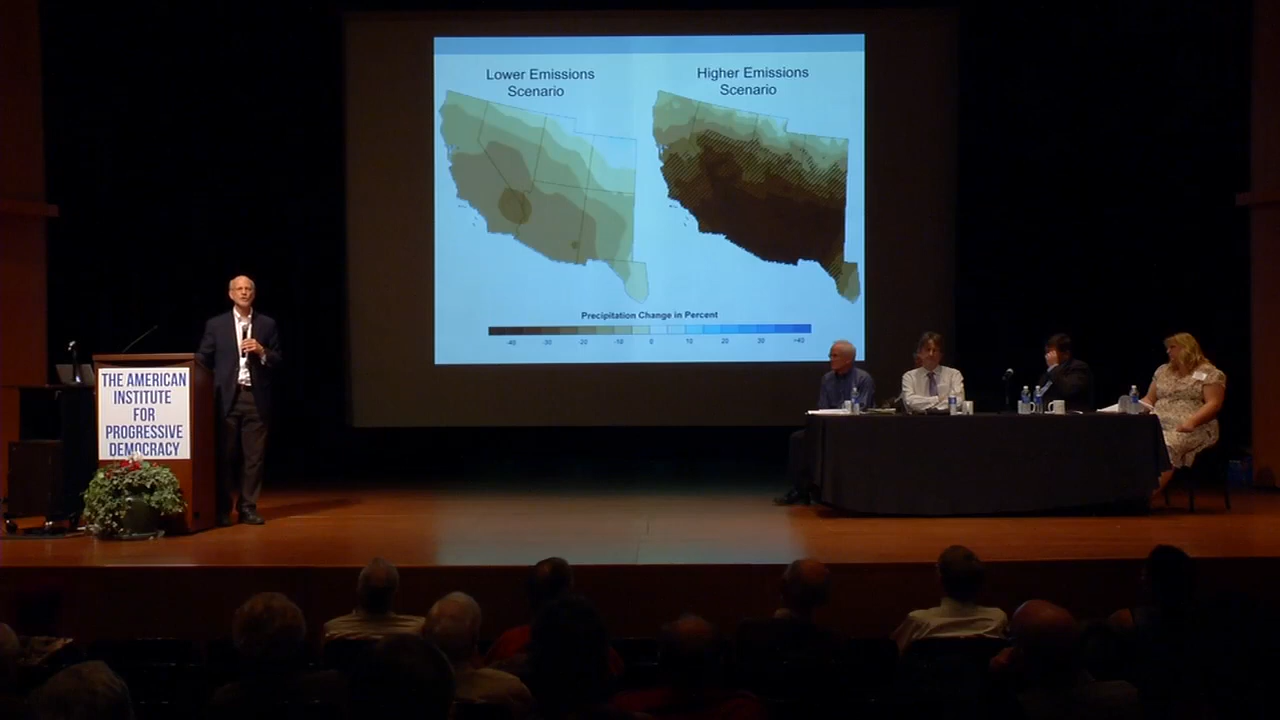 Lower Emissions
Scenario
Higher Emissions
Scenario
Precipitation Change in Percent
-40 -30 -20 -10 0 10 20 30 >40
THE AMERICAN
INSTITUTE
FOR
PROGRESSIVE
DEMOCRACY